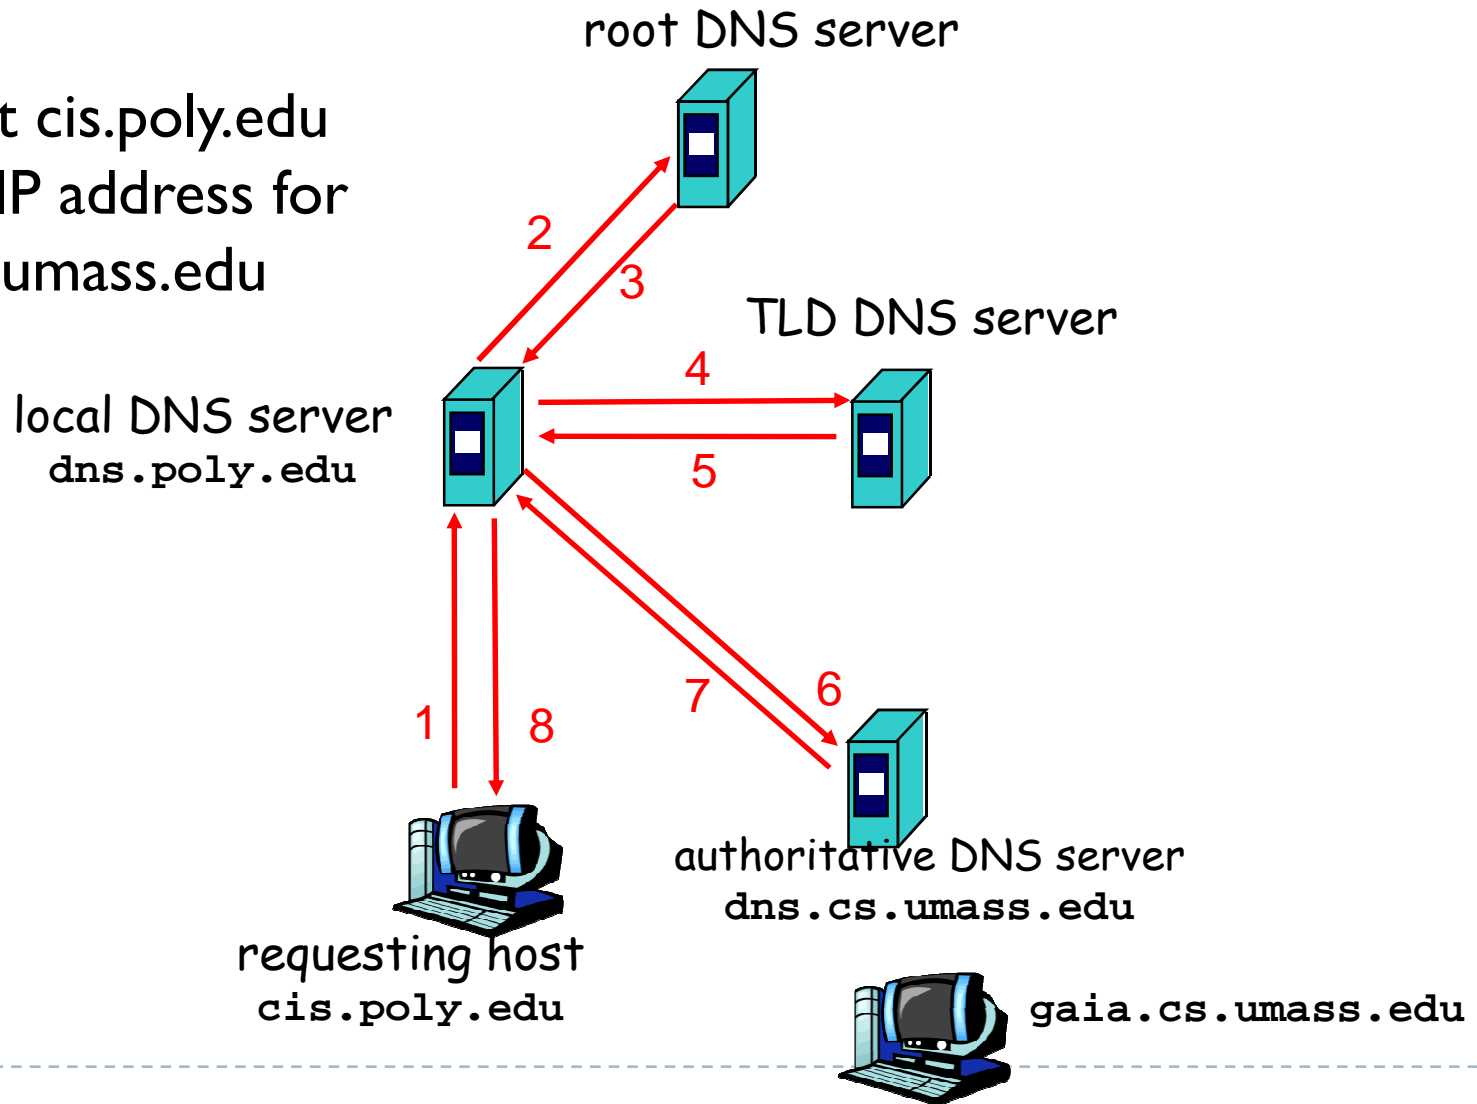 root DNS server
t cis.poly.edu
IP address for
umass.edu
2
3
TLD DNS server
4
local DNS server
dns.poly.edu
5
6
7
1
8
authoritative DNS server
dns.cs.umass.edu
requesting host
cis.poly.edu
gaia.cs.umass.edu